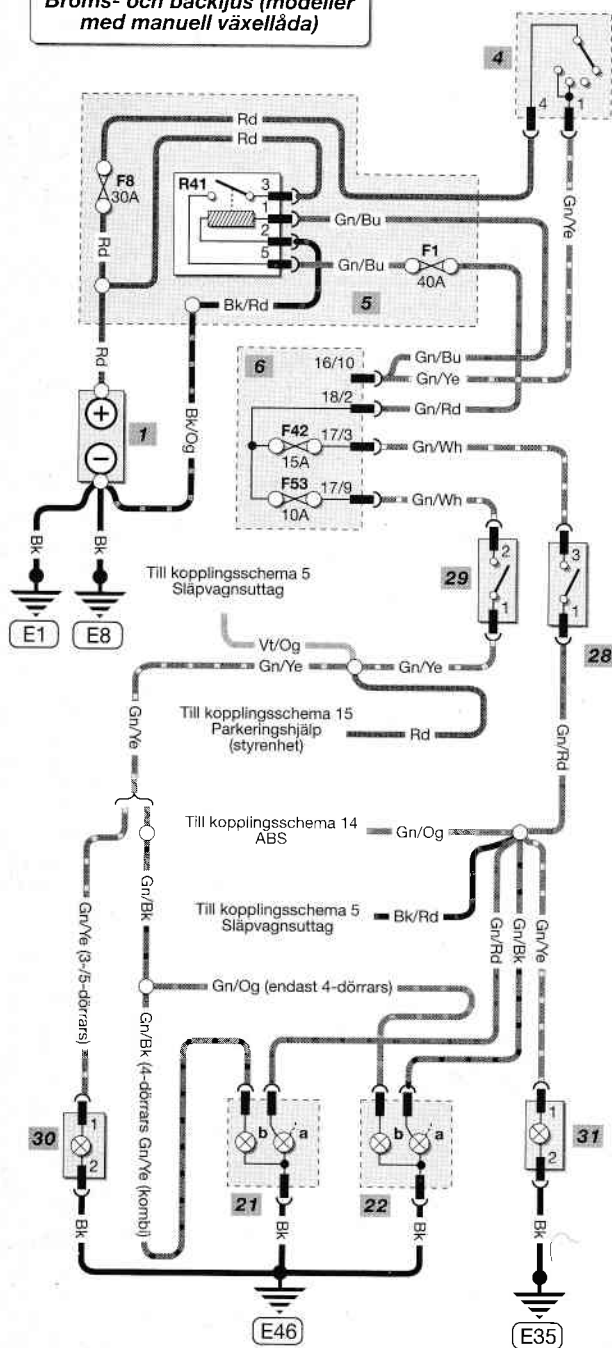 Broms- och backljus (modeller
med manuell växellåda)
4
4
1
Rd
Rd
F8
30A
R41
3
1
2
5
Gn/Bu
Gn/Ye
Rd
Gn/Bu
F1
40A
Bk/Rd
5
Rd
6
16/10
Gn/Bu
Gn/Ye
18/2
Gn/Rd
1
Bk/Og
F42
15A
17/3
Gn/Wh
F53
10A
17/9
Gn/Wh
Bk
Bk
E1
E8
Till kopplingsschema 5
Släpvagnsuttag
29
2
1
3
1
28
Vt/Og
Gn/Ye
Gn/Ye
Gn/Ye
Till kopplingsschema 15
Parkeringshjälp
(styrenhet)
Rd
Gn/Rd
Till kopplingsschema 14
ABS
Gn/Og
Gn/Bk
Till kopplingsschema 5
Släpvagnsuttag
Bk/Rd
Gn/Rd
Gn/Bk
Gn/Ye
Gn/Ye (3-/5-dörrars)
Gn/Og (endast 4-dörrars)
Gn/Bk (4-dörrars Gn/Ye (kombi)
30
1
2
b
a
21
b
a
22
1
2
31
Bk
Bk
Bk
Bk
E46
E35